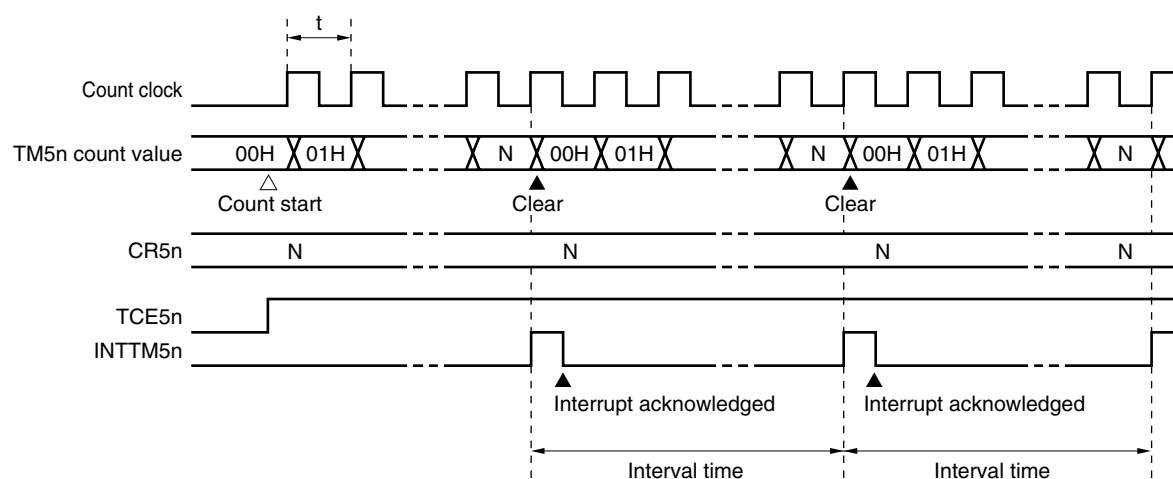 t
Count clock
TM5n count value 00H 01H N 00H 01H N 00H 01H N
Count start Clear Clear
CR5n N N N N
TCE5n
INTTM5n
Interrupt acknowledged Interrupt acknowledged
Interval time Interval time